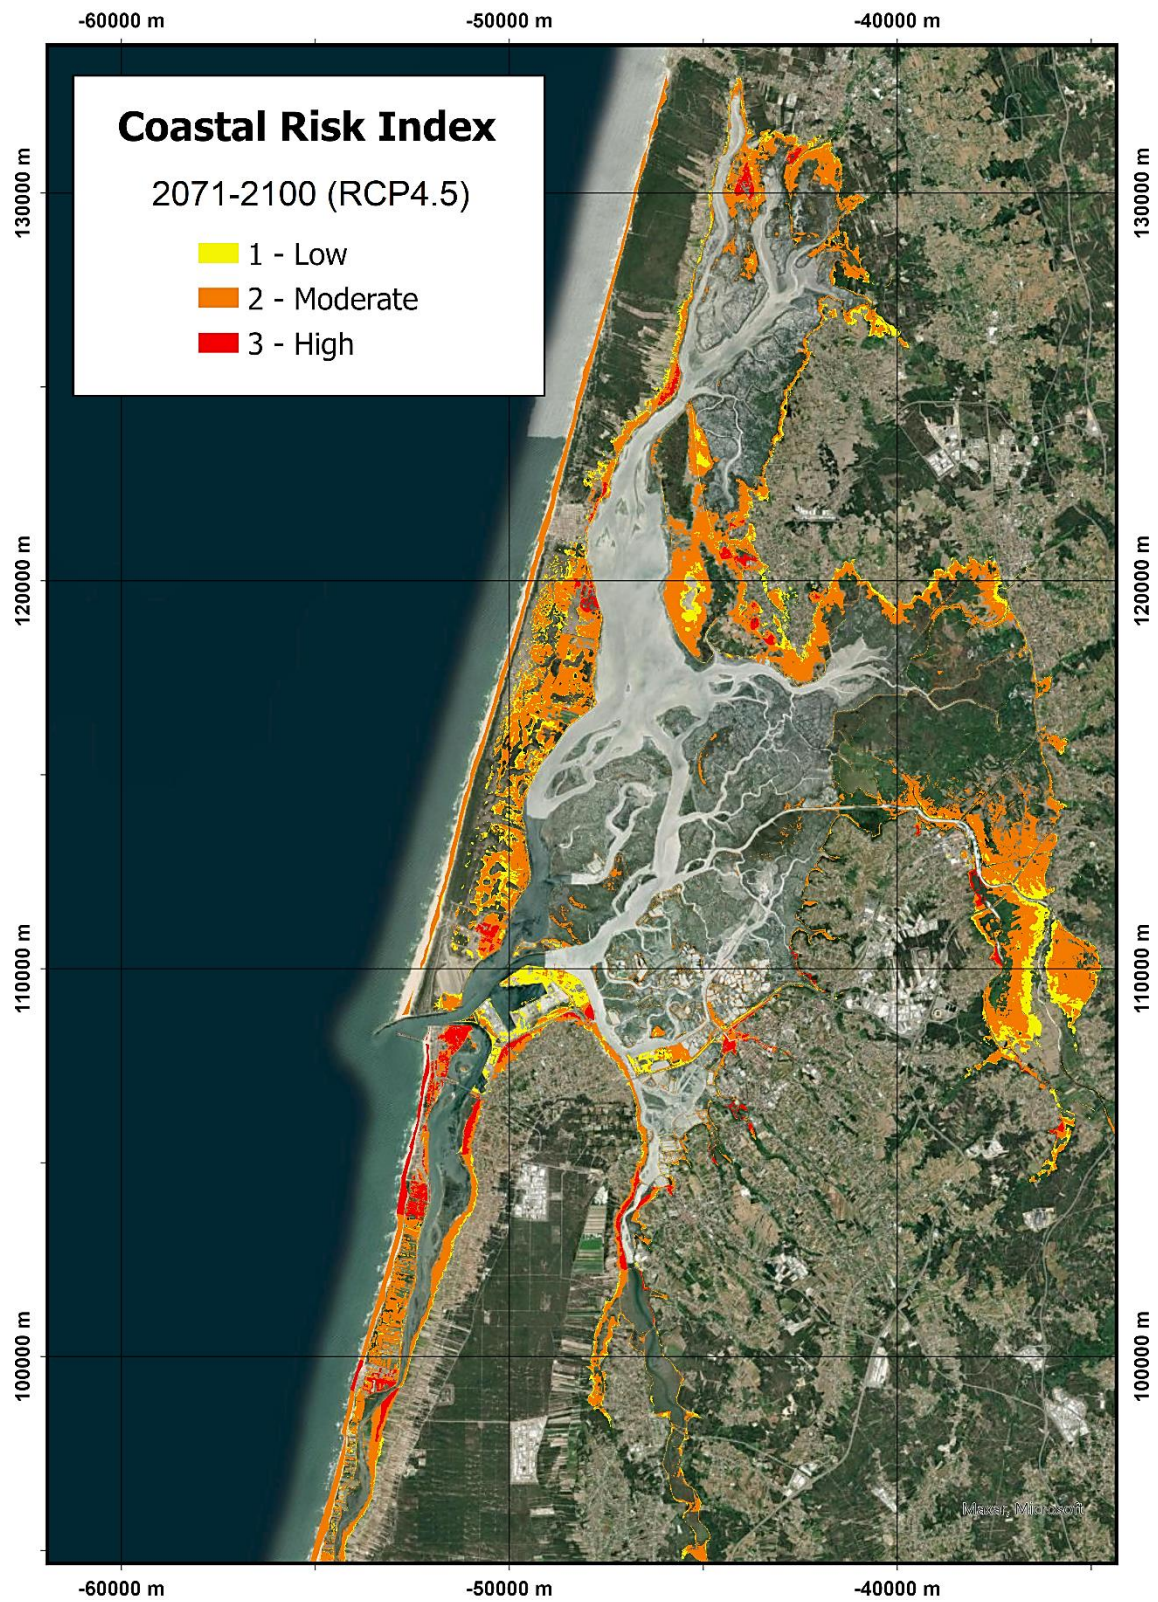 -60000 m
-50000 m
-40000 m
Coastal Risk Index
2071-2100 (RCP4.5)
1 - Low
2 - Moderate
3 - High
130000 m
130000 m
120000 m
120000 m
110000 m
110000 m
100000 m
100000 m
Maxar, Microsoft
-60000 m
-50000 m
-40000 m